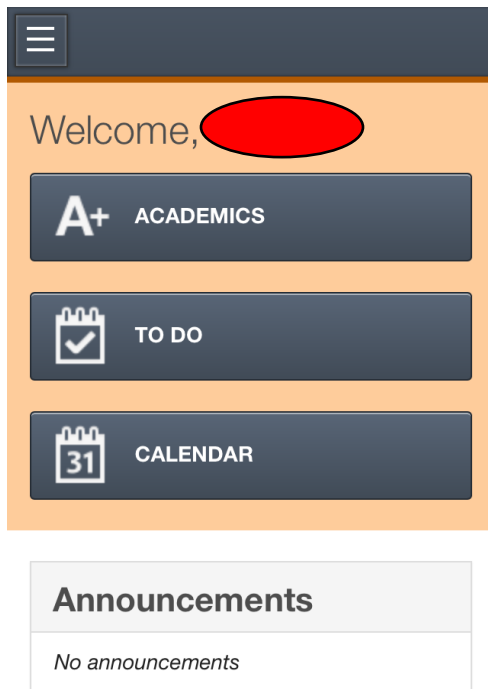 Welcome,
A+ ACADEMICS
TO DO
31 CALENDAR
Announcements
No announcements